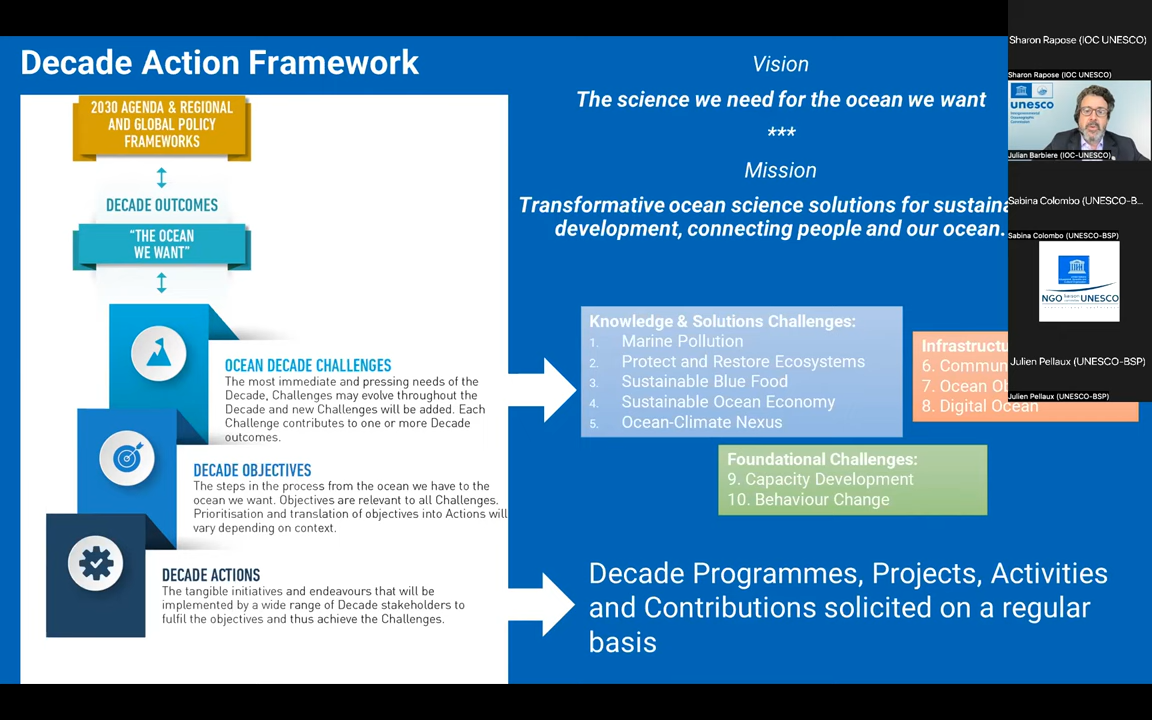 Decade Action Framework
2030 AGENDA & REGIONAL
AND GLOBAL POLICY
FRAMEWORKS
DECADE OUTCOMES
“THE OCEAN
WE WANT”
OCEAN DECADE CHALLENGES
The most immediate and pressing needs of the
Decade, Challenges may evolve throughout the
Decade and new Challenges will be added. Each
Challenge contributes to one or more Decade
outcomes.
DECADE OBJECTIVES
The steps in the process from the ocean we have to the
ocean we want. Objectives are relevant to all Challenges.
Prioritisation and translation of objectives into Actions will
vary depending on context.
DECADE ACTIONS
The tangible initiatives and endeavours that will be
implemented by a wide range of Decade stakeholders to
fulfil the objectives and thus achieve the Challenges.
Vision
The science we need for the ocean we want
***
Mission
Transformative ocean science solutions for
development, connecting people and our ocean.
Knowledge & Solutions Challenges:
1. Marine Pollution
2. Protect and Restore Ecosystems
3. Sustainable Blue Food
4. Sustainable Ocean Economy
5. Ocean-Climate Nexus
6.
7. Ocean
8. Digital Ocean
Foundational Challenges:
9. Capacity Development
10. Behaviour Change
Decade Programmes, Projects, Activities
and Contributions solicited on a regular
basis
Sharon Rapose (IOC UNESCO)
Sharon Rapose (IOC UNESCO)
unesco
Julian Barbiere (IOC-UNESCO)
Sabina Colombo (UNESCO-B...
Sabina Colombo (UNESCO-BSP)
NGO UNESCO
Julien Pellaux (UNESCO-BSP)
Julien Pellaux (UNESCO-BSP)